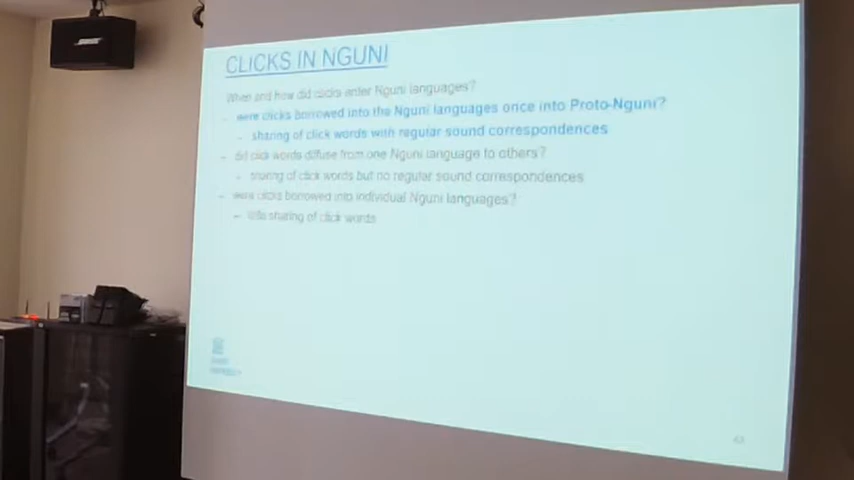 CLICKS IN NGUNI
When and how did clicks enter Nguni languages?
- were clicks borrowed into the Nguni languages once into Proto-Nguni?
- sharing of click words with regular sound correspondences
- did click words diffuse from one Nguni language to others?
- sharing of click words but no regular sound correspondences
- were clicks borrowed into individual Nguni languages?
- little sharing of click words